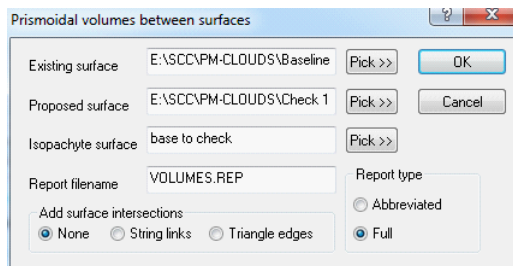 Prismoidal volumes between surfaces
Existing surface E:\SCC\PM-CLOUDS\Baseline Pick >> OK
Proposed surface E:\SCC\PM-CLOUDS\Check 1 Pick >> Cancel
Isopachyte surface base to check Pick >>
Report filename VOLUMES.REP Report type
Add surface intersections Abbreviated
None String links Triangle edges Full